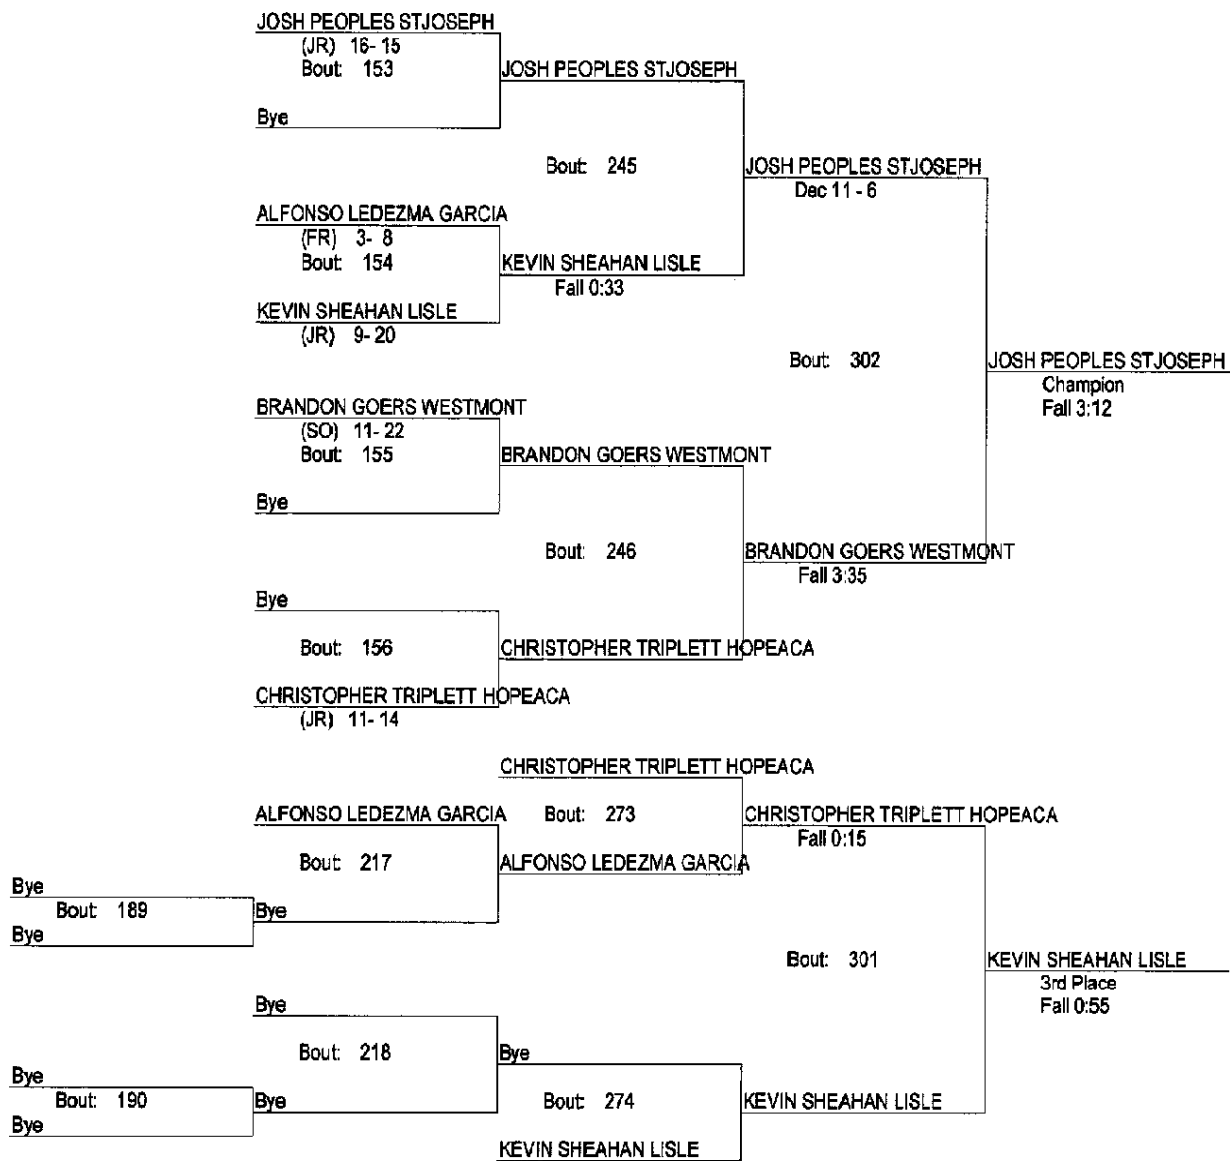 JOSH PEOPLES STJOSEPH
(JR) 16- 15
Bout: 153
JOSH PEOPLES STJOSEPH
Bye
Bout: 245
JOSH PEOPLES STJOSEPH
Dec 11 - 6
ALFONSO LEDEZMA GARCIA
(FR) 3- 8
Bout: 154
KEVIN SHEAHAN LISLE
Fall 0:33
KEVIN SHEAHAN LISLE
(JR) 9- 20
Bout: 302
JOSH PEOPLES STJOSEPH
Champion
Fall 3:12
BRANDON GOERS WESTMONT
(SO) 11- 22
Bout: 155
BRANDON GOERS WESTMONT
Bye
Bout: 246
BRANDON GOERS WESTMONT
Fall 3:35
Bye
Bout: 156
CHRISTOPHER TRIPLETT HOPEACA
CHRISTOPHER TRIPLETT HOPEACA
(JR) 11- 14
CHRISTOPHER TRIPLETT HOPEACA
ALFONSO LEDEZMA GARCIA
Bout: 273
CHRISTOPHER TRIPLETT HOPEACA
Fall 0:15
Bout: 217
ALFONSO LEDEZMA GARCIA
Bye
Bout: 189
Bye
Bye
Bout: 301
KEVIN SHEAHAN LISLE
3rd Place
Fall 0:55
Bye
Bout: 218
Bye
Bye
Bout: 190
Bye
Bye
Bout: 274
KEVIN SHEAHAN LISLE
KEVIN SHEAHAN LISLE